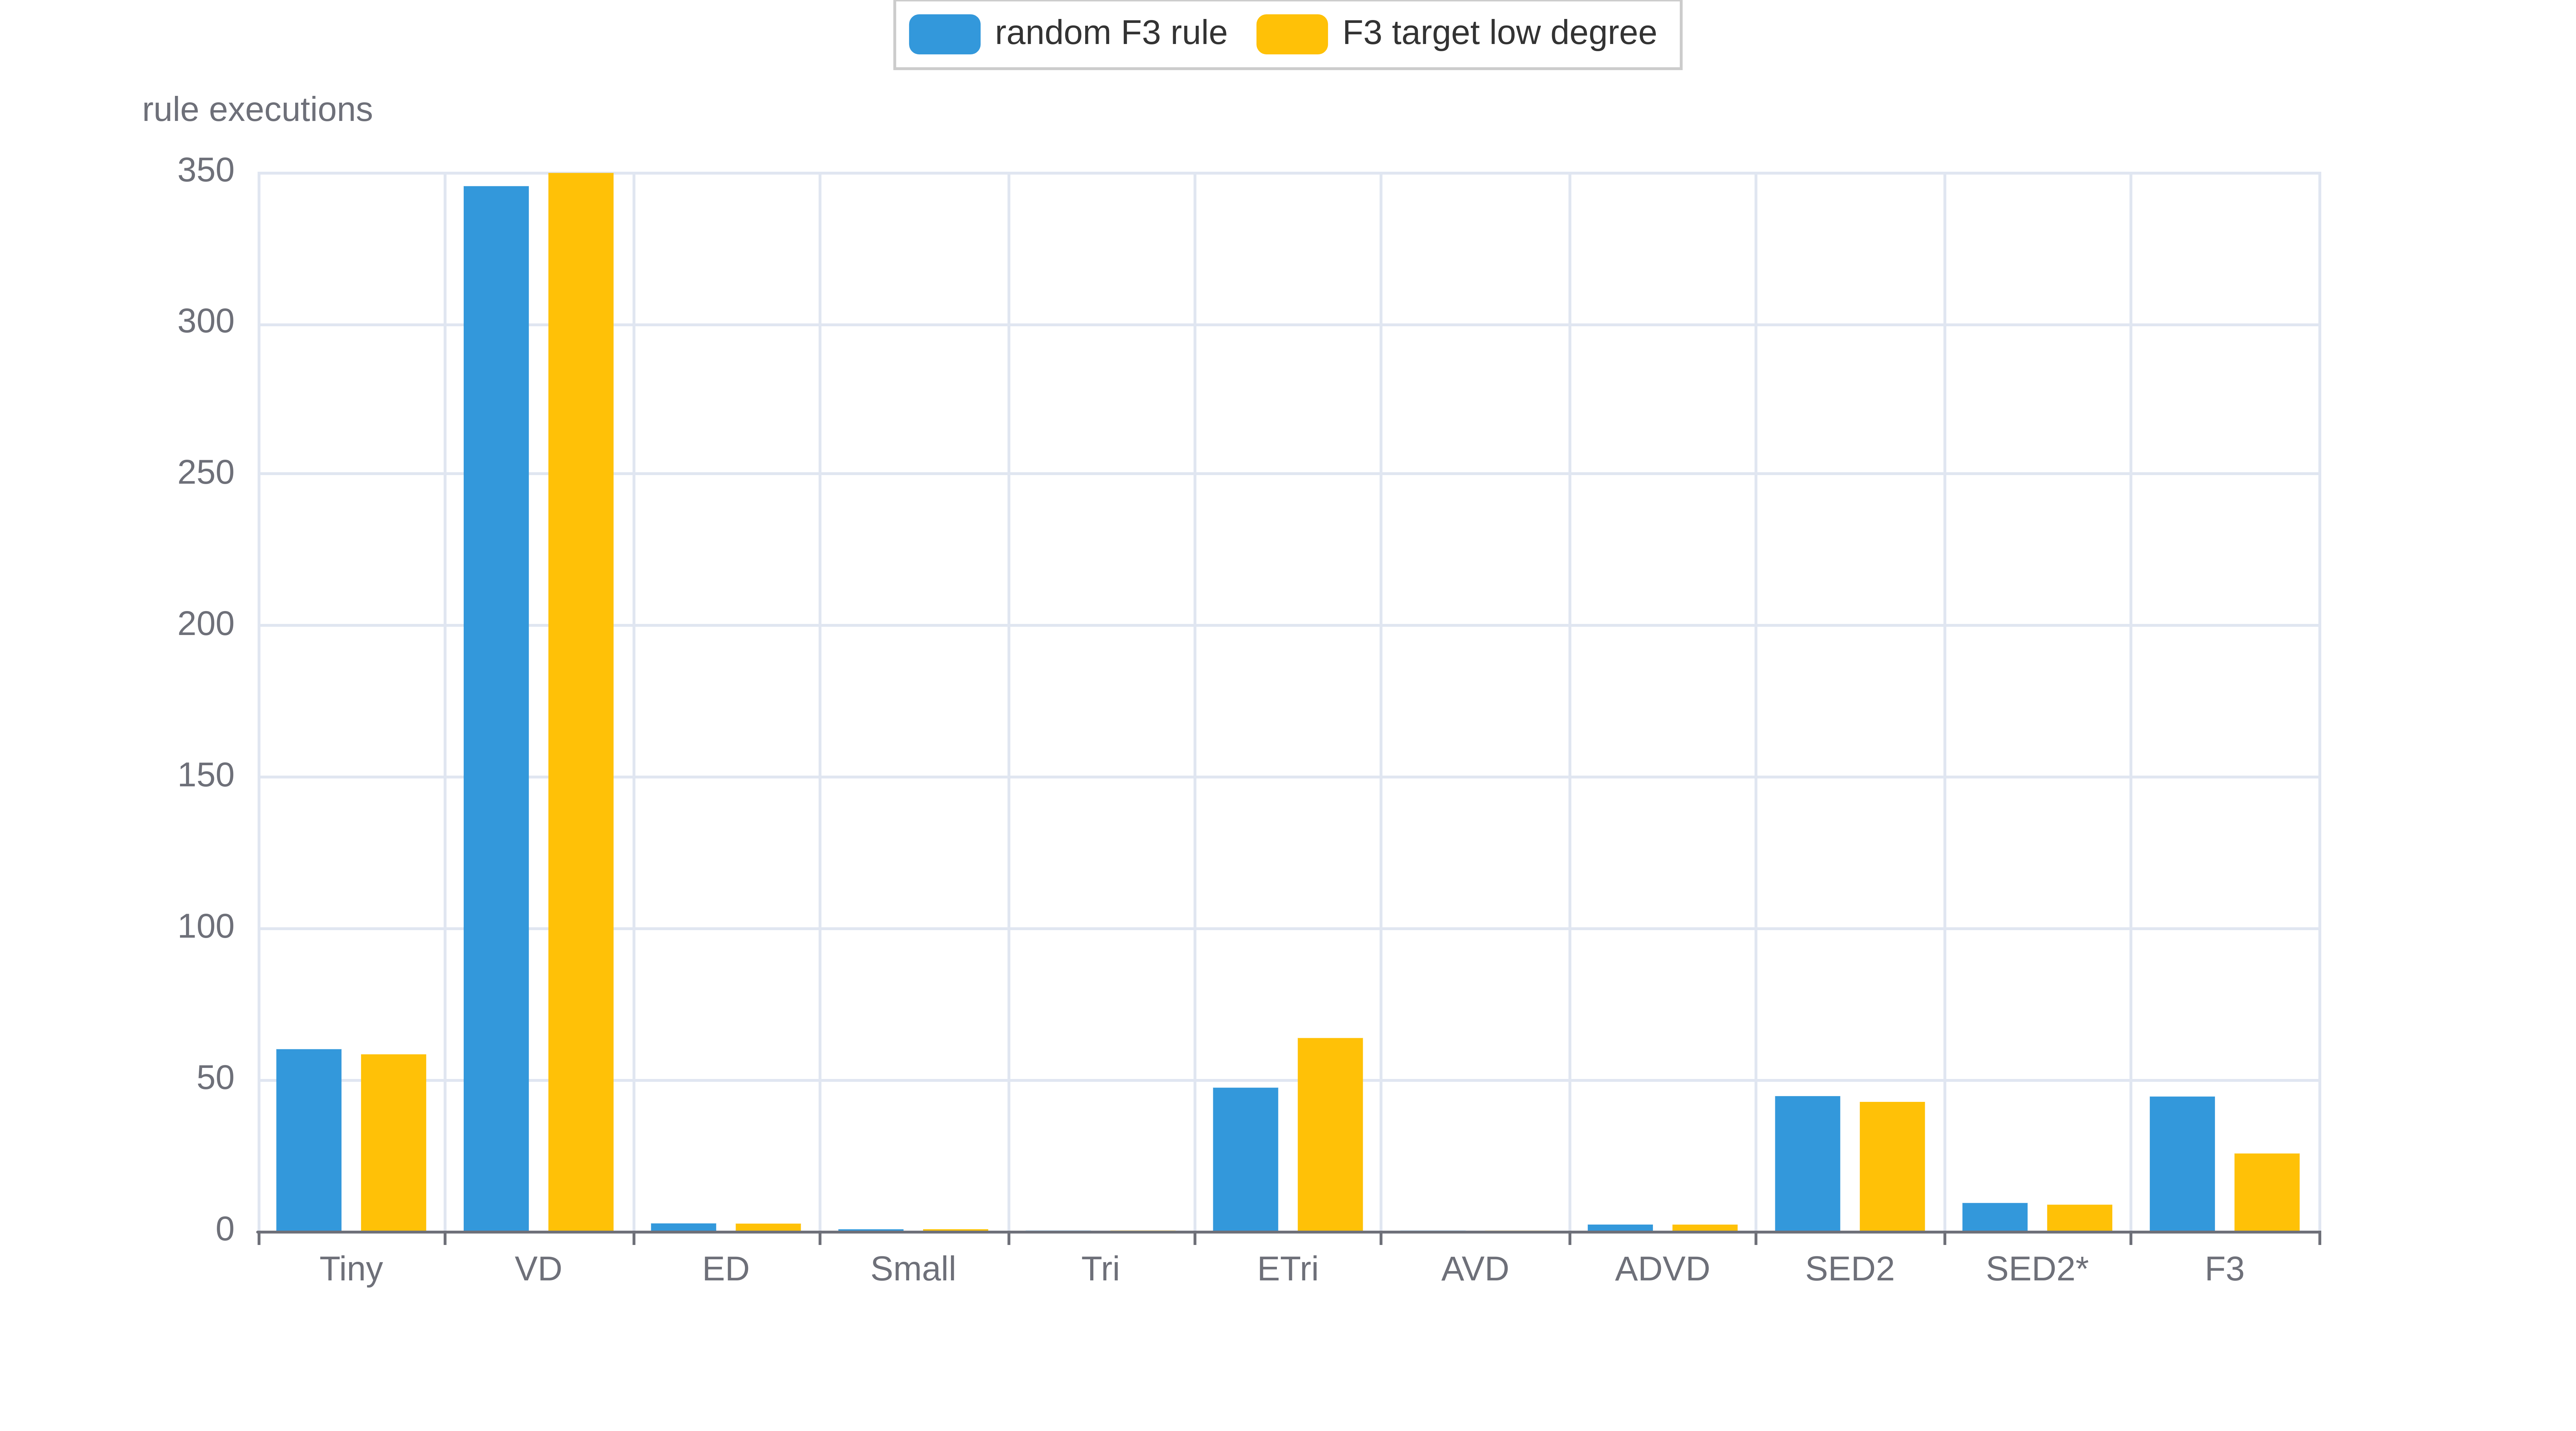 random F3 rule F3 target low degree
rule executions
350
300
250
200
150
100
50
0
Tiny VD ED Small Tri ETri AVD ADVD SED2 SED2* F3